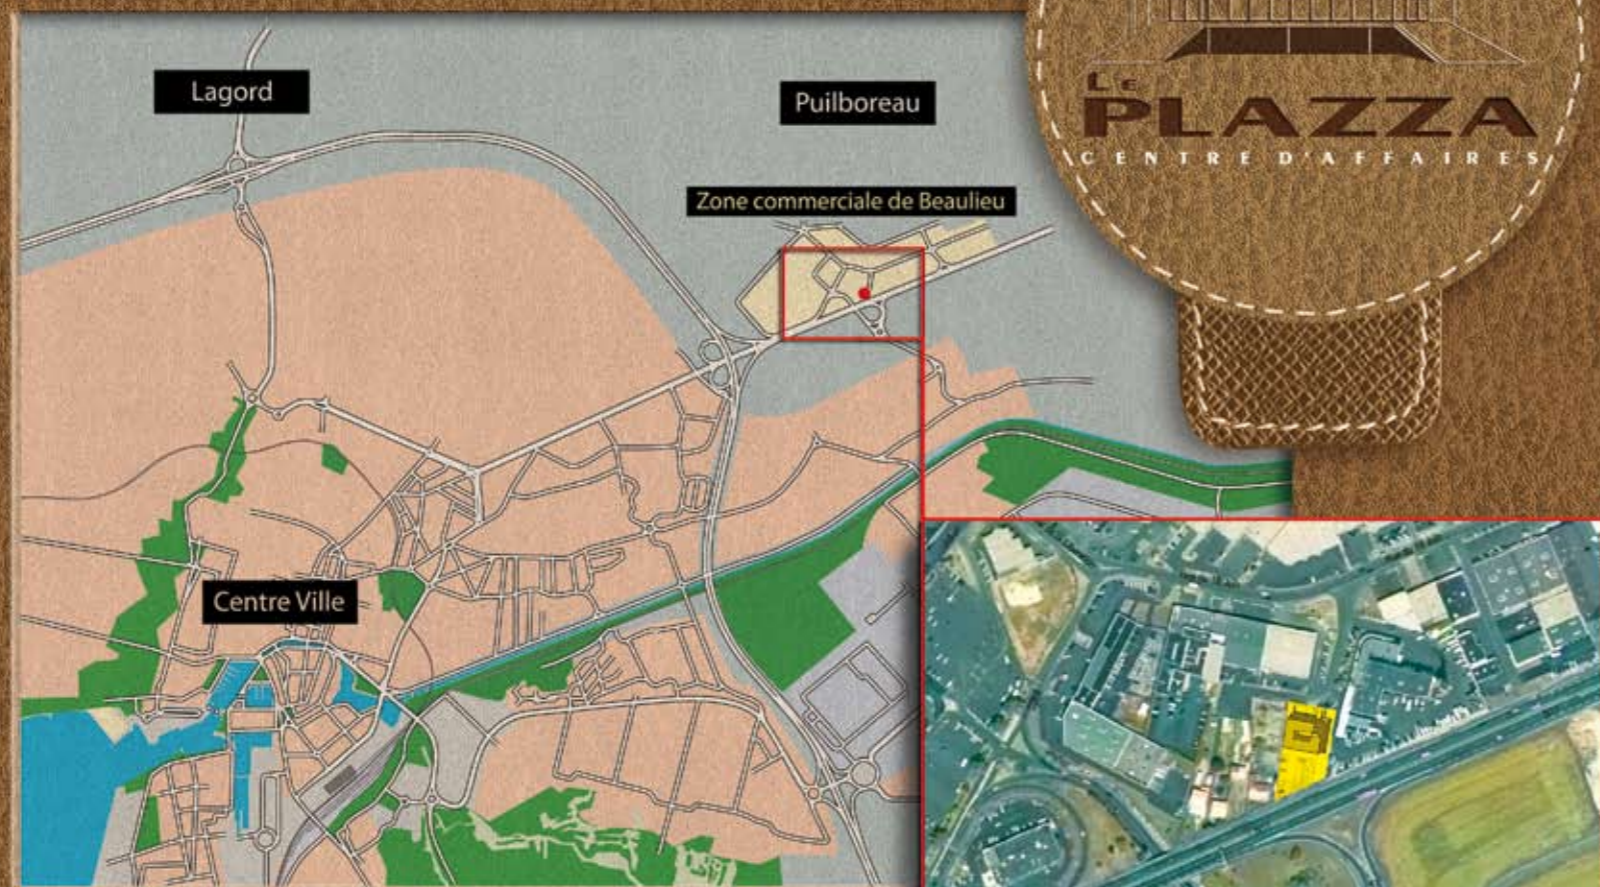 Lagord
Puilboreau
Zone commerciale de Beaulieu
Centre Ville
LE
PLAZZA
CENTRE D'AFFAIRES